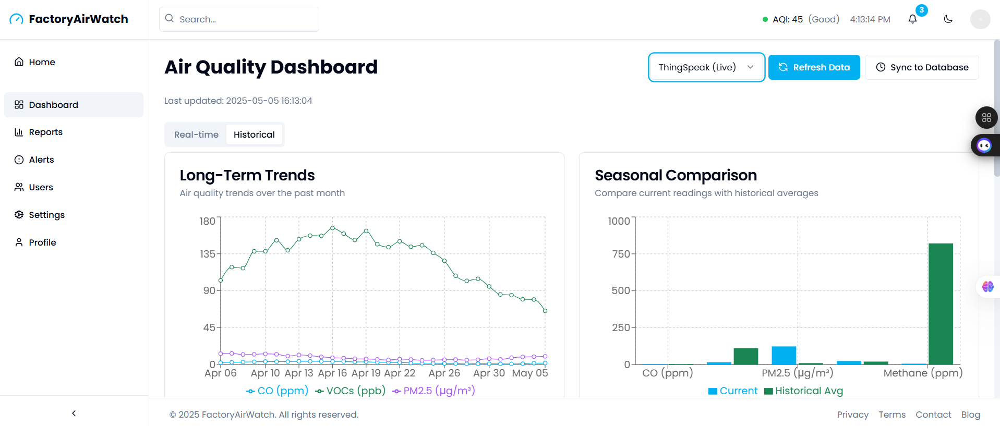 FactoryAirWatch
Search...
AQI: 45 (Good) 4:13:14 PM
3
Home
Dashboard
Reports
Alerts
Users
Settings
Profile
Air Quality Dashboard
ThingSpeak (Live)
Refresh Data
Sync to Database
Last updated: 2025-05-05 16:13:04
Real-time
Historical
Long-Term Trends
Air quality trends over the past month
180
135
90
45
0
Apr 06 Apr 10 Apr 13 Apr 16 Apr 19 Apr 22 Apr 26 Apr 30 May 05
CO (ppm) VOCs (ppb) PM2.5 (μg/m³)
Seasonal Comparison
Compare current readings with historical averages
1000
750
500
250
0
CO (ppm) PM2.5 (μg/m³) Methane (ppm)
Current Historical Avg
© 2025 FactoryAirWatch. All rights reserved.
Privacy Terms Contact Blog